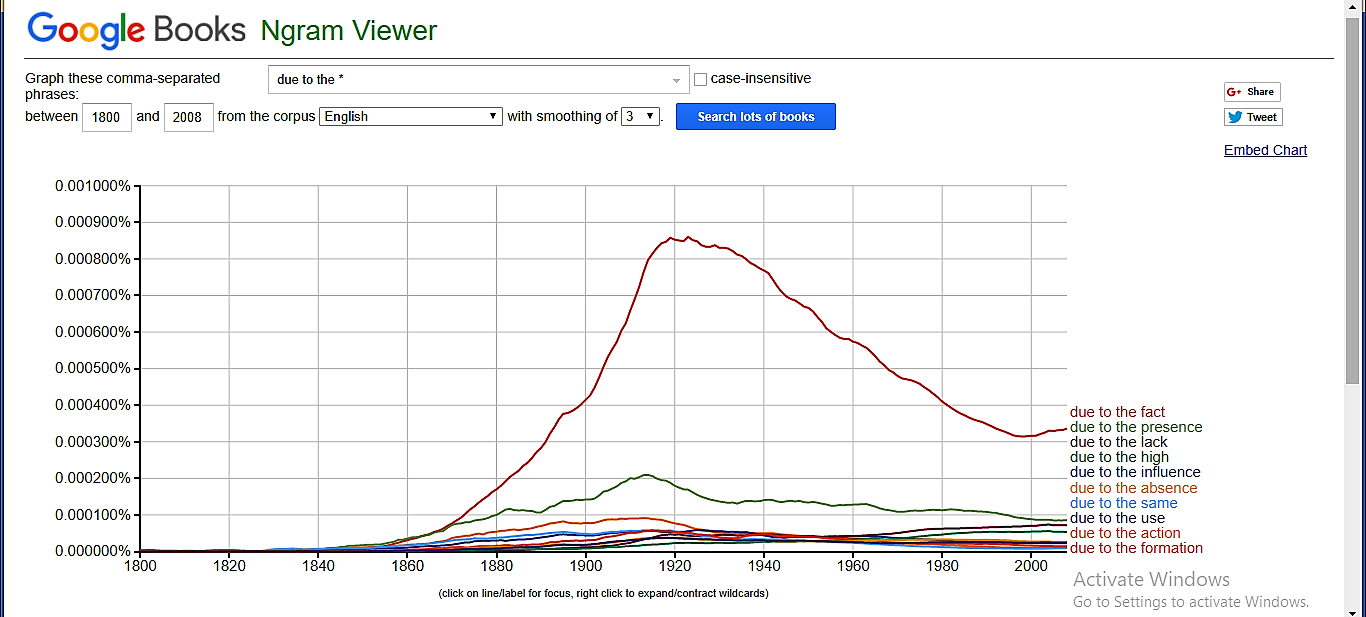 Google Books Ngram Viewer
Graph these comma-separated
phrases:
due to the *
case-insensitive
between 1800 and 2008 from the corpus English with smoothing of 3 .
Search lots of books
G+ Share
Tweet
Embed Chart
0.001000%
0.000900%
0.000800%
0.000700%
0.000600%
0.000500%
0.000400%
0.000300%
0.000200%
0.000100%
0.000000%
1800 1820 1840 1860 1880 1900 1920 1940 1960 1980 2000
due to the fact
due to the presence
due to the lack
due to the high
due to the influence
due to the absence
due to the same
due to the use
due to the action
due to the formation
(click on line/label for focus, right click to expand/contract wildcards)
Activate Windows
Go to Settings to activate Windows.